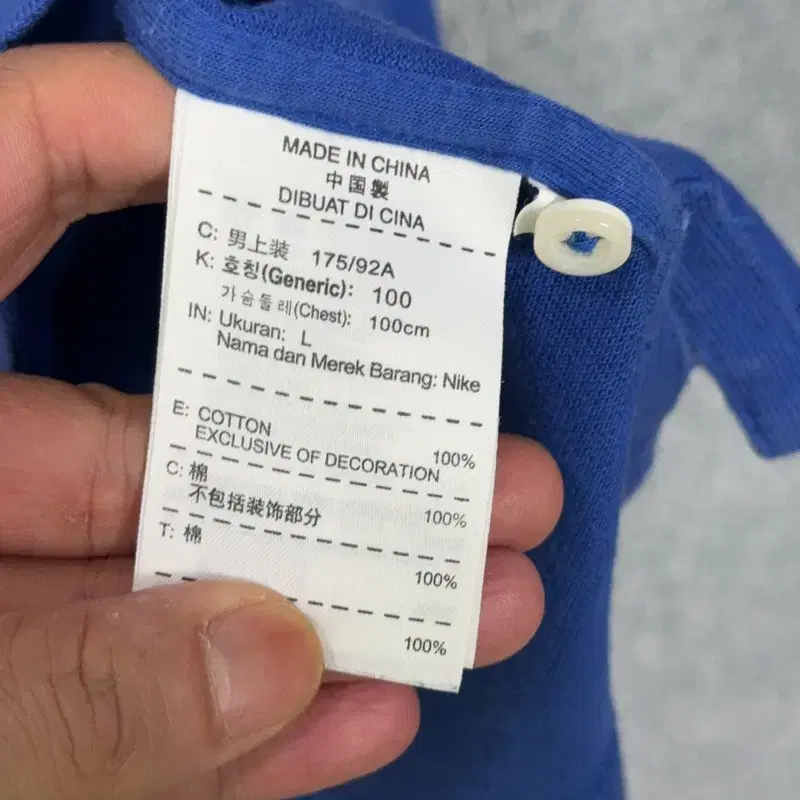 MADE IN CHINA
中国製
DIBUAT DI CINA
C: 男上装 175/92A
K: 호칭(Generic): 100
가슴둘레(Chest): 100cm
IN: Ukuran: L
Nama dan Merek Barang: Nike
E: COTTON 100%
EXCLUSIVE OF DECORATION
C: 棉 100%
不包括装饰部分
T: 棉 100%
100%